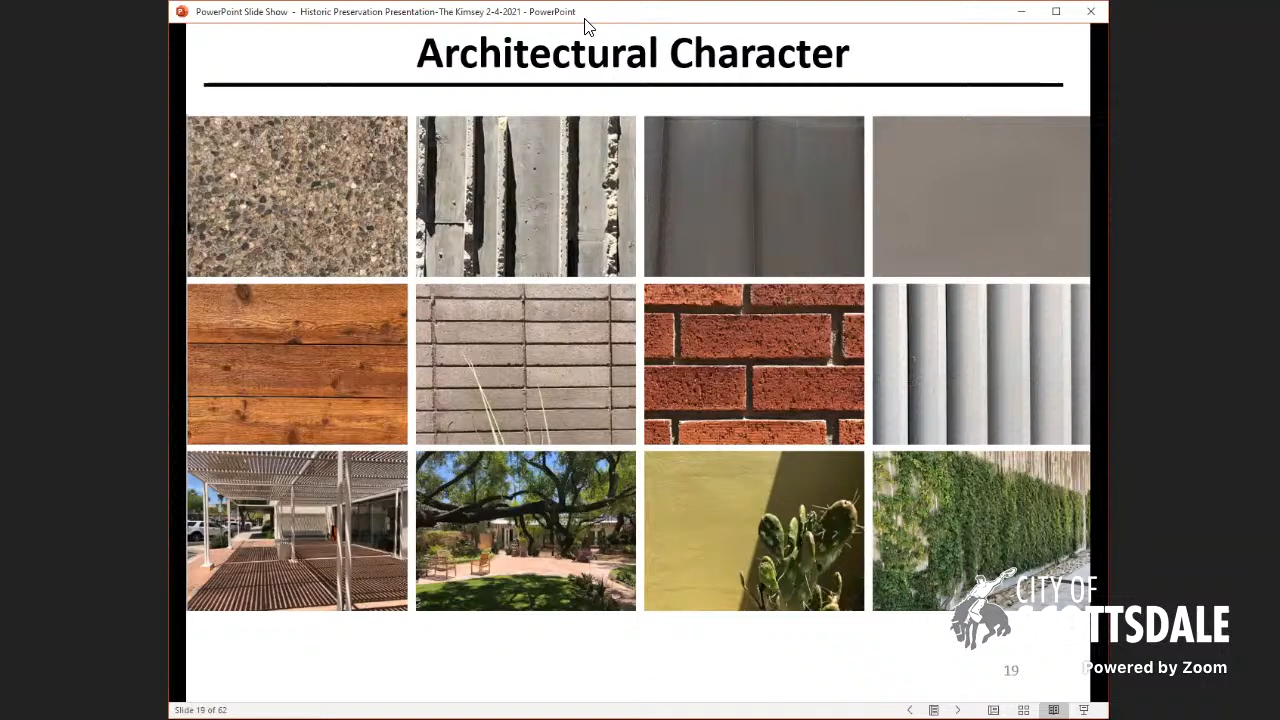 PowerPoint Slide Show - Historic Preservation Presentation-The Kimsey 2-4-2021 - PowerPoint
Architectural Character
CITY OF
SCOTTSDALE
Powered by Zoom
19
Slide 19 of 62